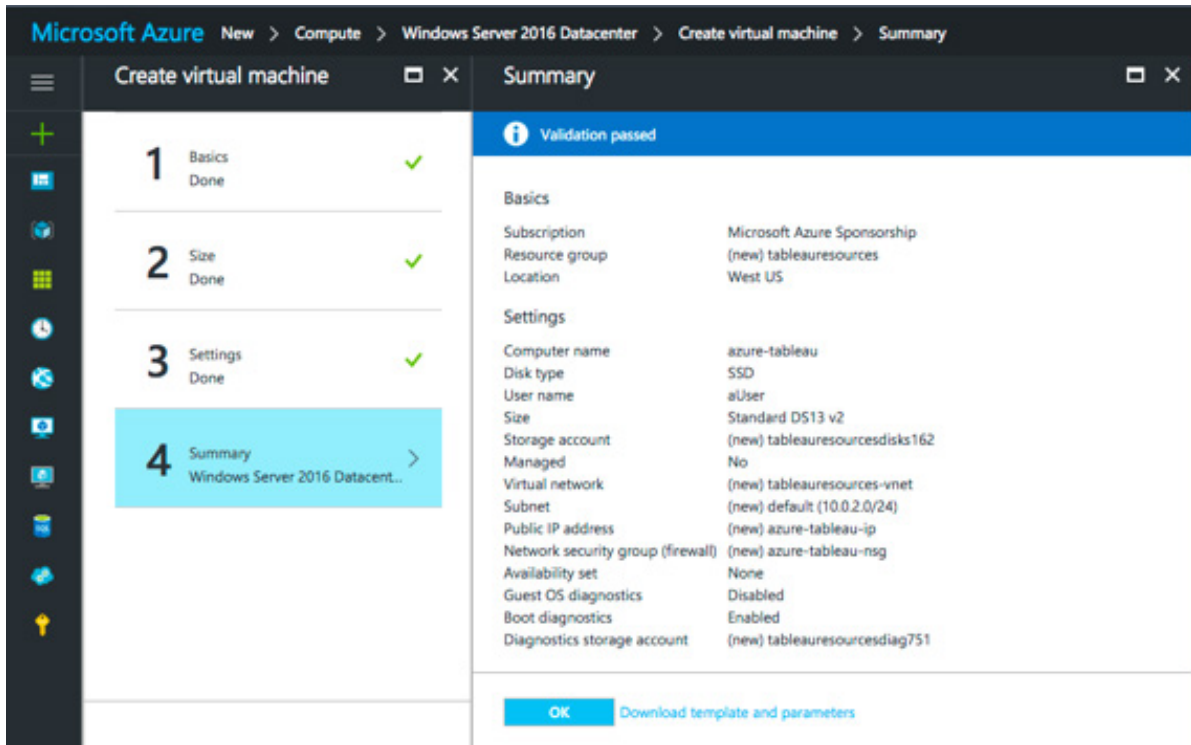 Microsoft Azure New > Compute > Windows Server 2016 Datacenter > Create virtual machine > Summary
Create virtual machine
Summary
Validation passed
1 Basics
Done
2 Size
Done
3 Settings
Done
4 Summary
Windows Server 2016 Datacent...
Basics
Subscription Microsoft Azure Sponsorship
Resource group (new) tableauresources
Location West US
Settings
Computer name azure-tableau
Disk type SSD
User name aUser
Size Standard DS13 v2
Storage account (new) tableauresourcesdisks162
Managed No
Virtual network (new) tableauresources-vnet
Subnet (new) default (10.0.2.0/24)
Public IP address (new) azure-tableau-ip
Network security group (firewall) (new) azure-tableau-nsg
Availability set None
Guest OS diagnostics Disabled
Boot diagnostics Enabled
Diagnostics storage account (new) tableauresourcesdiag751
OK Download template and parameters